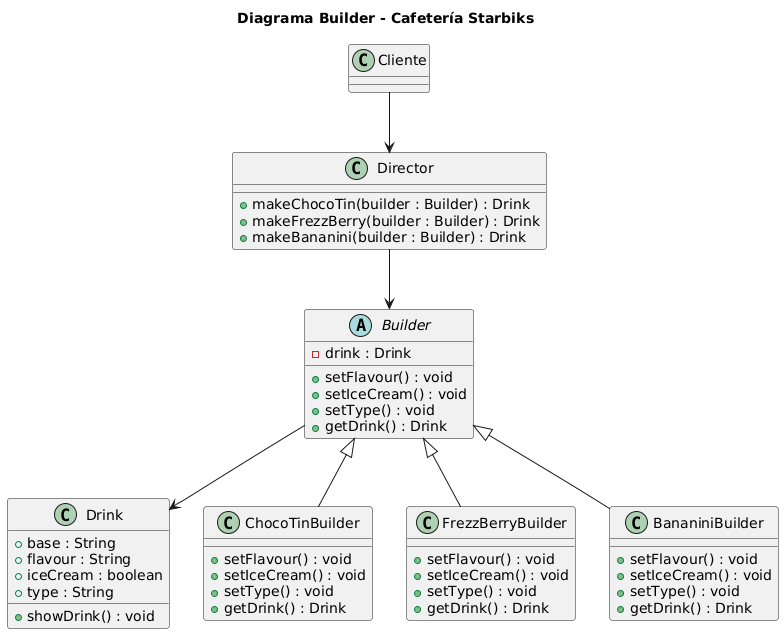 Diagrama Builder - Cafetería Starbiks
C Cliente
C Director
makeChocoTin(builder : Builder) : Drink
makeFrezzBerry(builder : Builder) : Drink
makeBananini(builder : Builder) : Drink
A Builder
drink : Drink
setFlavour() : void
setIceCream() : void
setType() : void
getDrink() : Drink
C Drink
base : String
flavour : String
iceCream : boolean
type : String
showDrink() : void
C ChocoTinBuilder
setFlavour() : void
setIceCream() : void
setType() : void
getDrink() : Drink
C FrezzBerryBuilder
setFlavour() : void
setIceCream() : void
setType() : void
getDrink() : Drink
C BananiniBuilder
setFlavour() : void
setIceCream() : void
setType() : void
getDrink() : Drink